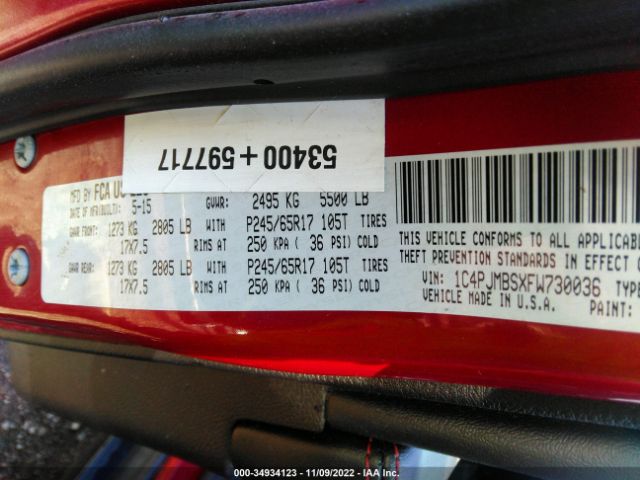 53400+597717
MFD BY FCA US LLC
DATE OF MFR(BUILT): 5-15 GVWR: 2495 KG 5500 LB
GAWR FRONT: 1273 KG 2805 LB WITH P245/65R17 105T TIRES
17X7.5 RIMS AT 250 KPA ( 36 PSI) COLD
GAWR REAR: 1273 KG 2805 LB WITH P245/65R17 105T TIRES
17X7.5 RIMS AT 250 KPA ( 36 PSI) COLD
THIS VEHICLE CONFORMS TO ALL APPLICABL
THEFT PREVENTION STANDARDS IN EFFECT O
VIN: 1C4PJMBSXFW730036 TYPE
VEHICLE MADE IN U.S.A. PAINT:
000-34934123 - 11/09/2022 - IAA Inc.